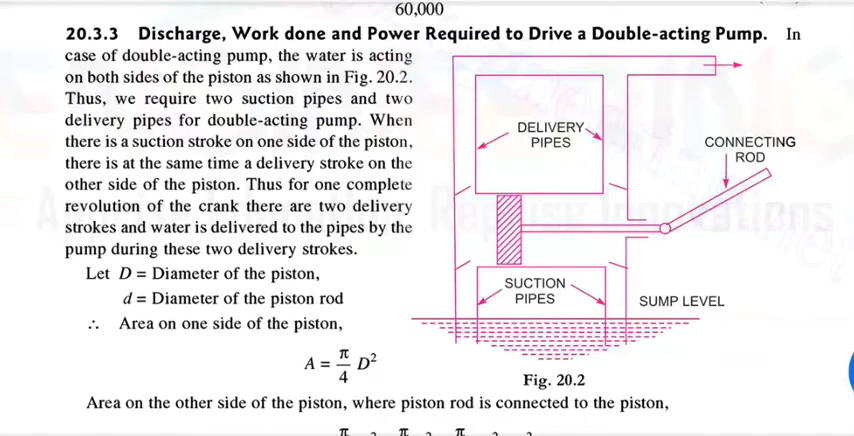 60,000
20.3.3 Discharge, Work done and Power Required to Drive a Double-acting Pump. In
case of double-acting pump, the water is acting
on both sides of the piston as shown in Fig. 20.2.
Thus, we require two suction pipes and two
delivery pipes for double-acting pump. When
there is a suction stroke on one side of the piston,
there is at the same time a delivery stroke on the
other side of the piston. Thus for one complete
revolution of the crank there are two delivery
strokes and water is delivered to the pipes by the
pump during these two delivery strokes.
Let D = Diameter of the piston,
d = Diameter of the piston rod
∴ Area on one side of the piston,
A = π/4 D²
DELIVERY
PIPES
CONNECTING
ROD
SUCTION
PIPES
SUMP LEVEL
Fig. 20.2
Area on the other side of the piston, where piston rod is connected to the piston,